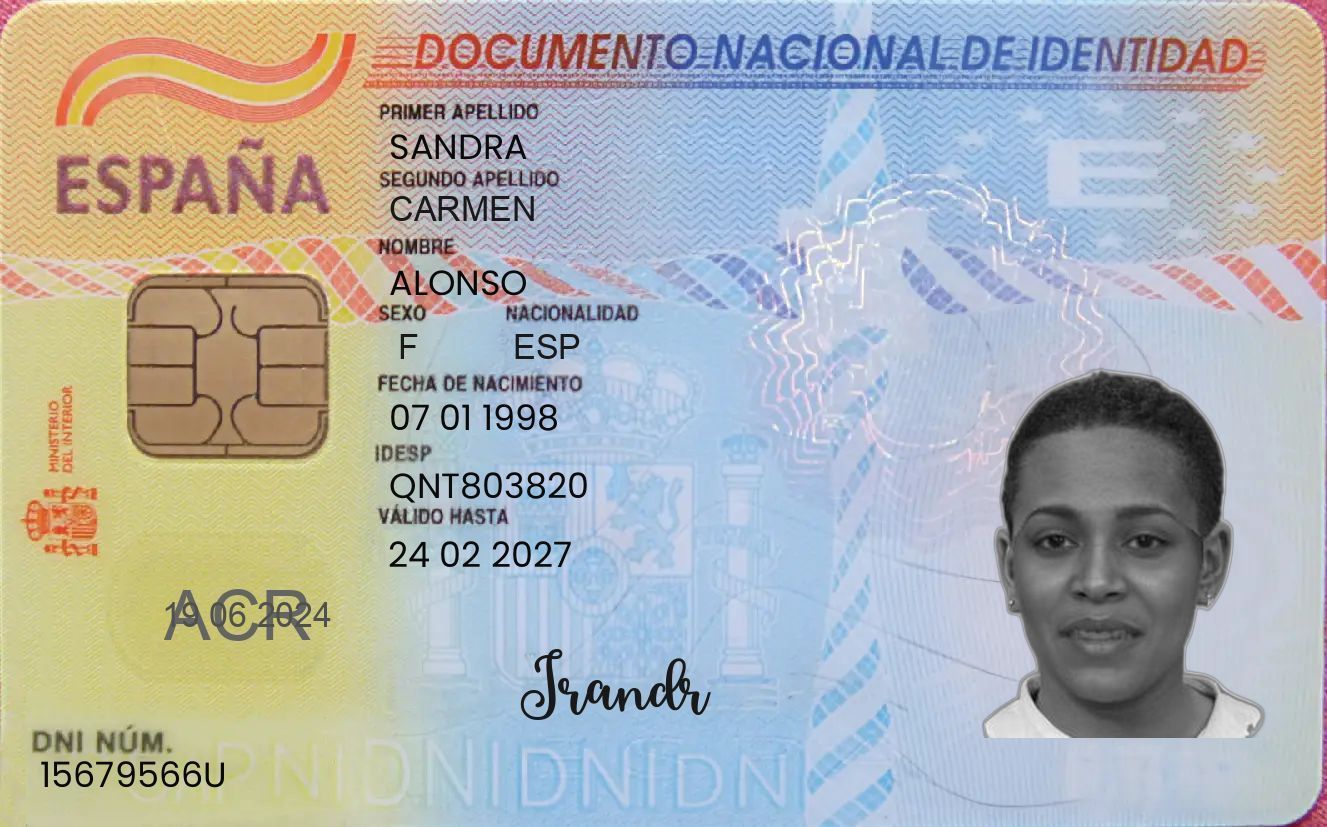 DOCUMENTO NACIONAL DE IDENTIDAD
ESPAÑA
PRIMER APELLIDO
SANDRA
SEGUNDO APELLIDO
CARMEN
NOMBRE
ALONSO
SEXO NACIONALIDAD
F ESP
FECHA DE NACIMIENTO
07 01 1998
IDESP
QNT803820
VÁLIDO HASTA
24 02 2027
MINISTERIO
DEL INTERIOR
E
ACR
19 06 2024
DNI NÚM.
15679566U
DNIDNIDNIDNI